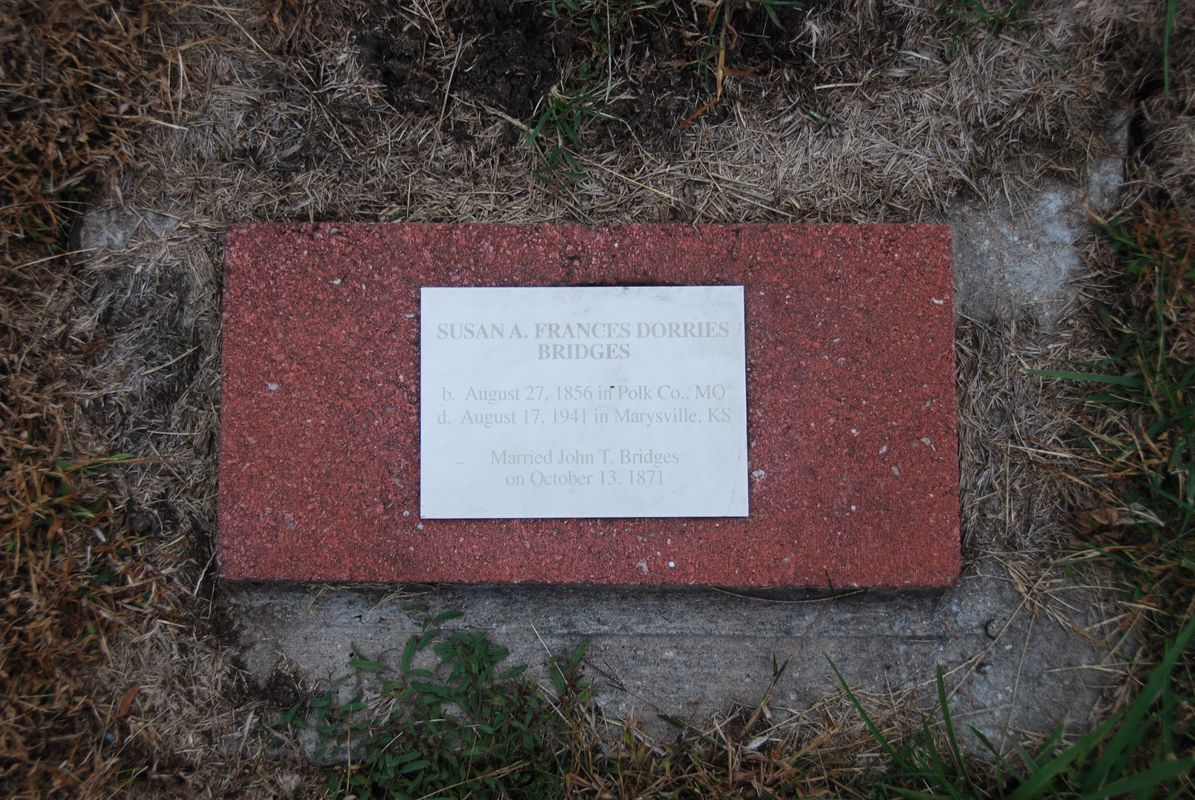 SUSAN A. FRANCES DORRIES
BRIDGES
b. August 27, 1856 in Polk Co., MO
d. August 17, 1941 in Marysville, KS
Married John T. Bridges
on October 13, 1871